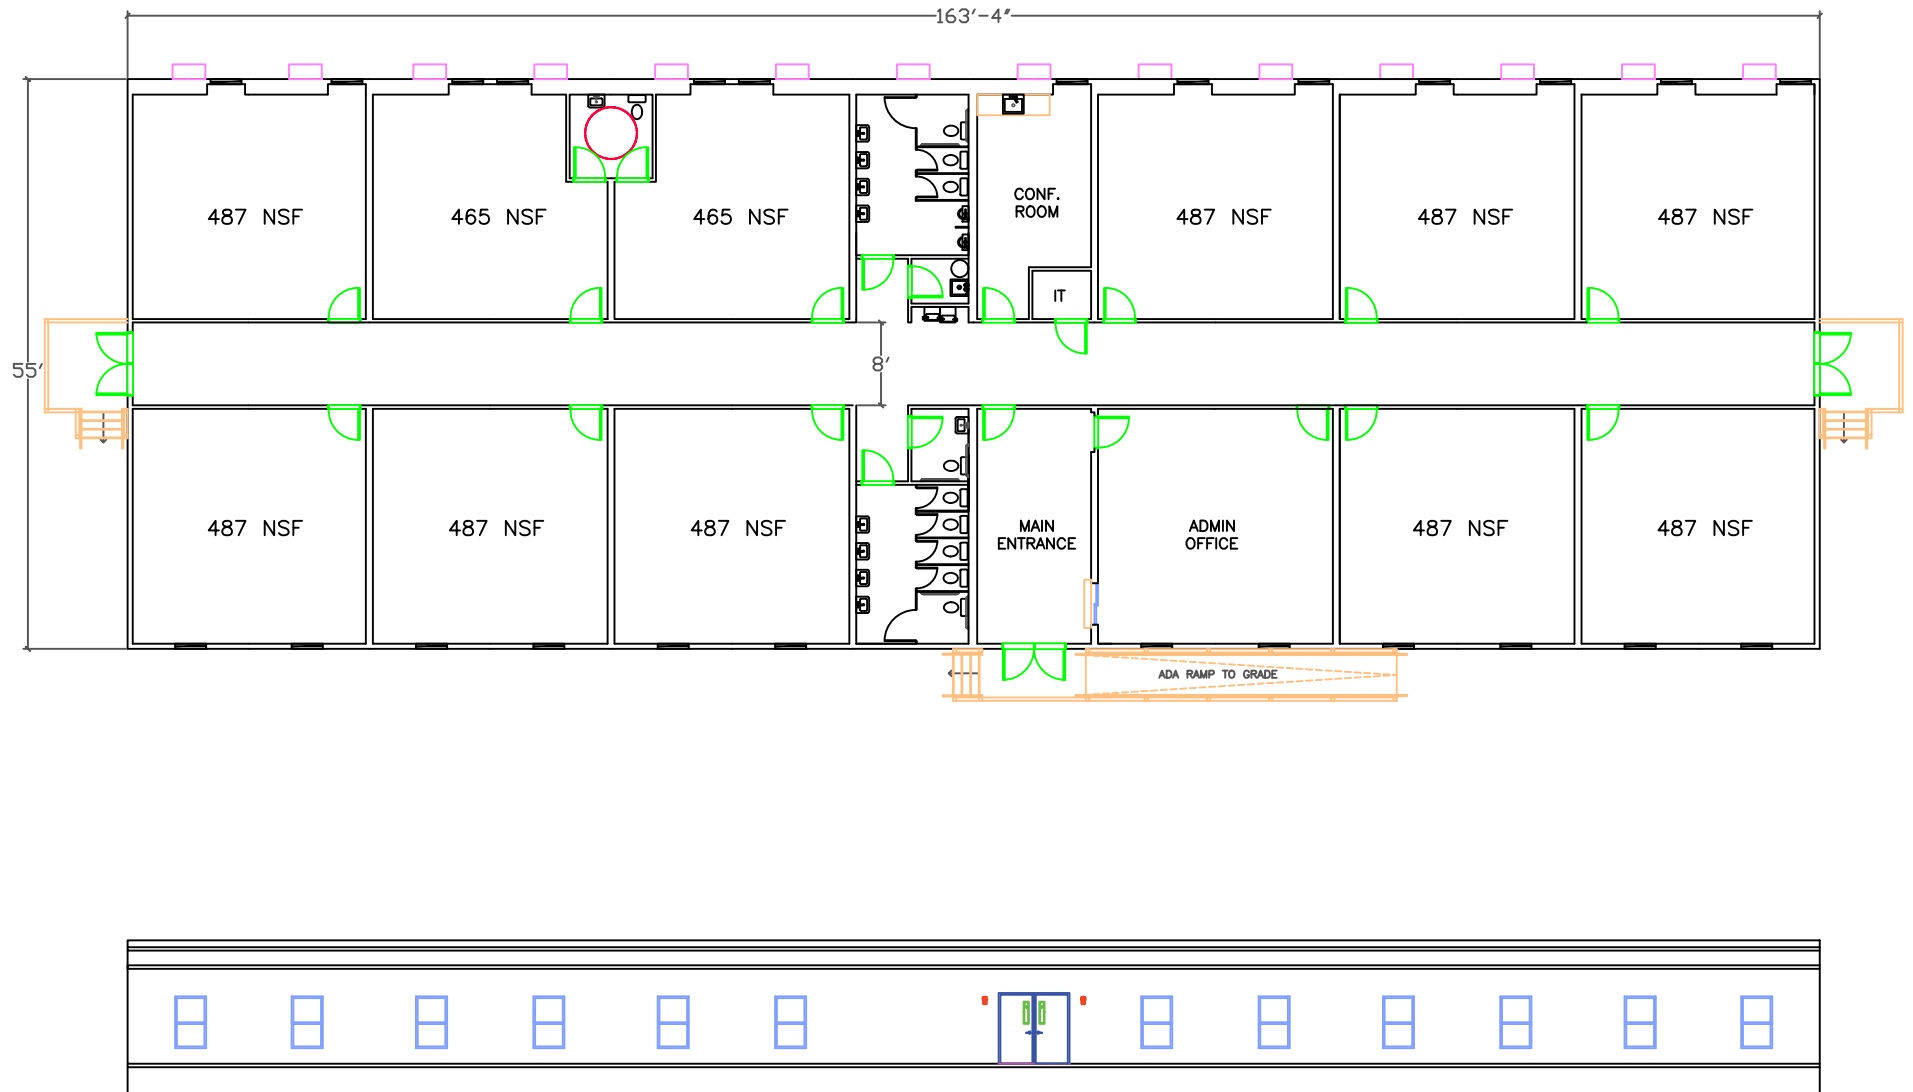 163'-4"
487 NSF
465 NSF
465 NSF
CONF.
ROOM
487 NSF
487 NSF
487 NSF
IT
55'
8'
487 NSF
487 NSF
487 NSF
MAIN
ENTRANCE
ADMIN
OFFICE
487 NSF
487 NSF
ADA RAMP TO GRADE